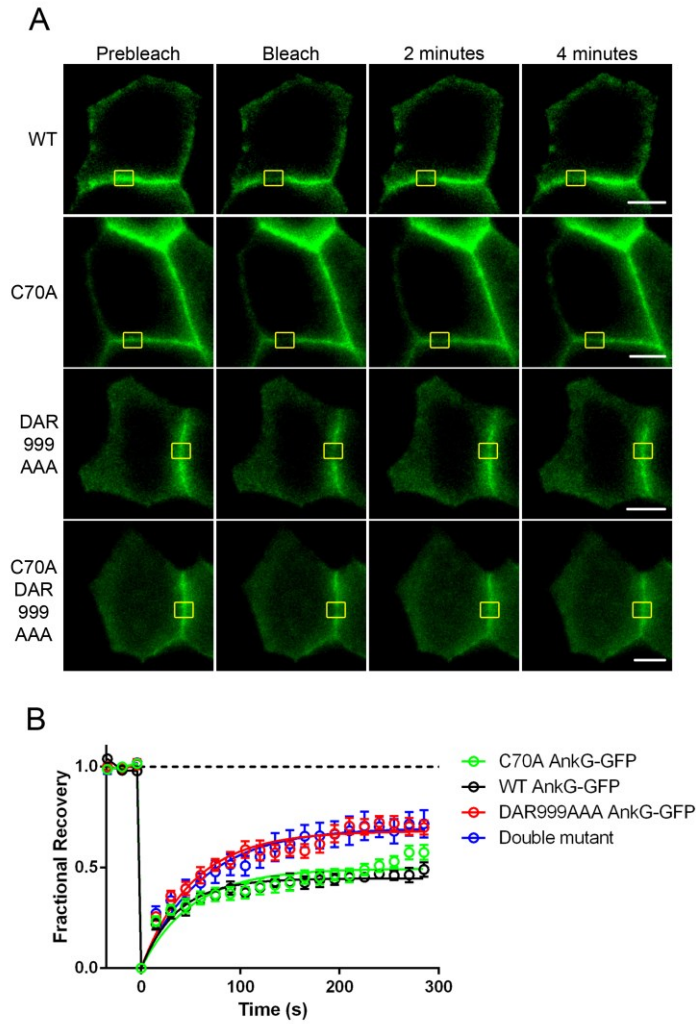 A
Prebleach
Bleach
2 minutes
4 minutes
WT
C70A
DAR
999
AAA
C70A
DAR
999
AAA
B
Fractional Recovery
1.0
0.5
0.0
0
100
200
300
Time (s)
C70A AnkG-GFP
WT AnkG-GFP
DAR999AAA AnkG-GFP
Double mutant